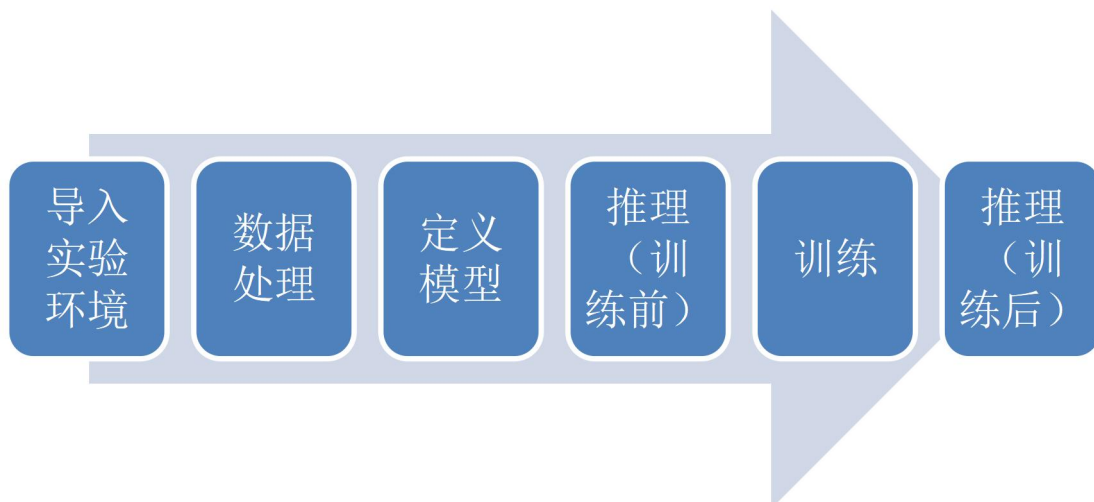 导入
实验
环境
数据
处理
定义
模型
推理
（训
练前）
训练
推理
（训
练后）